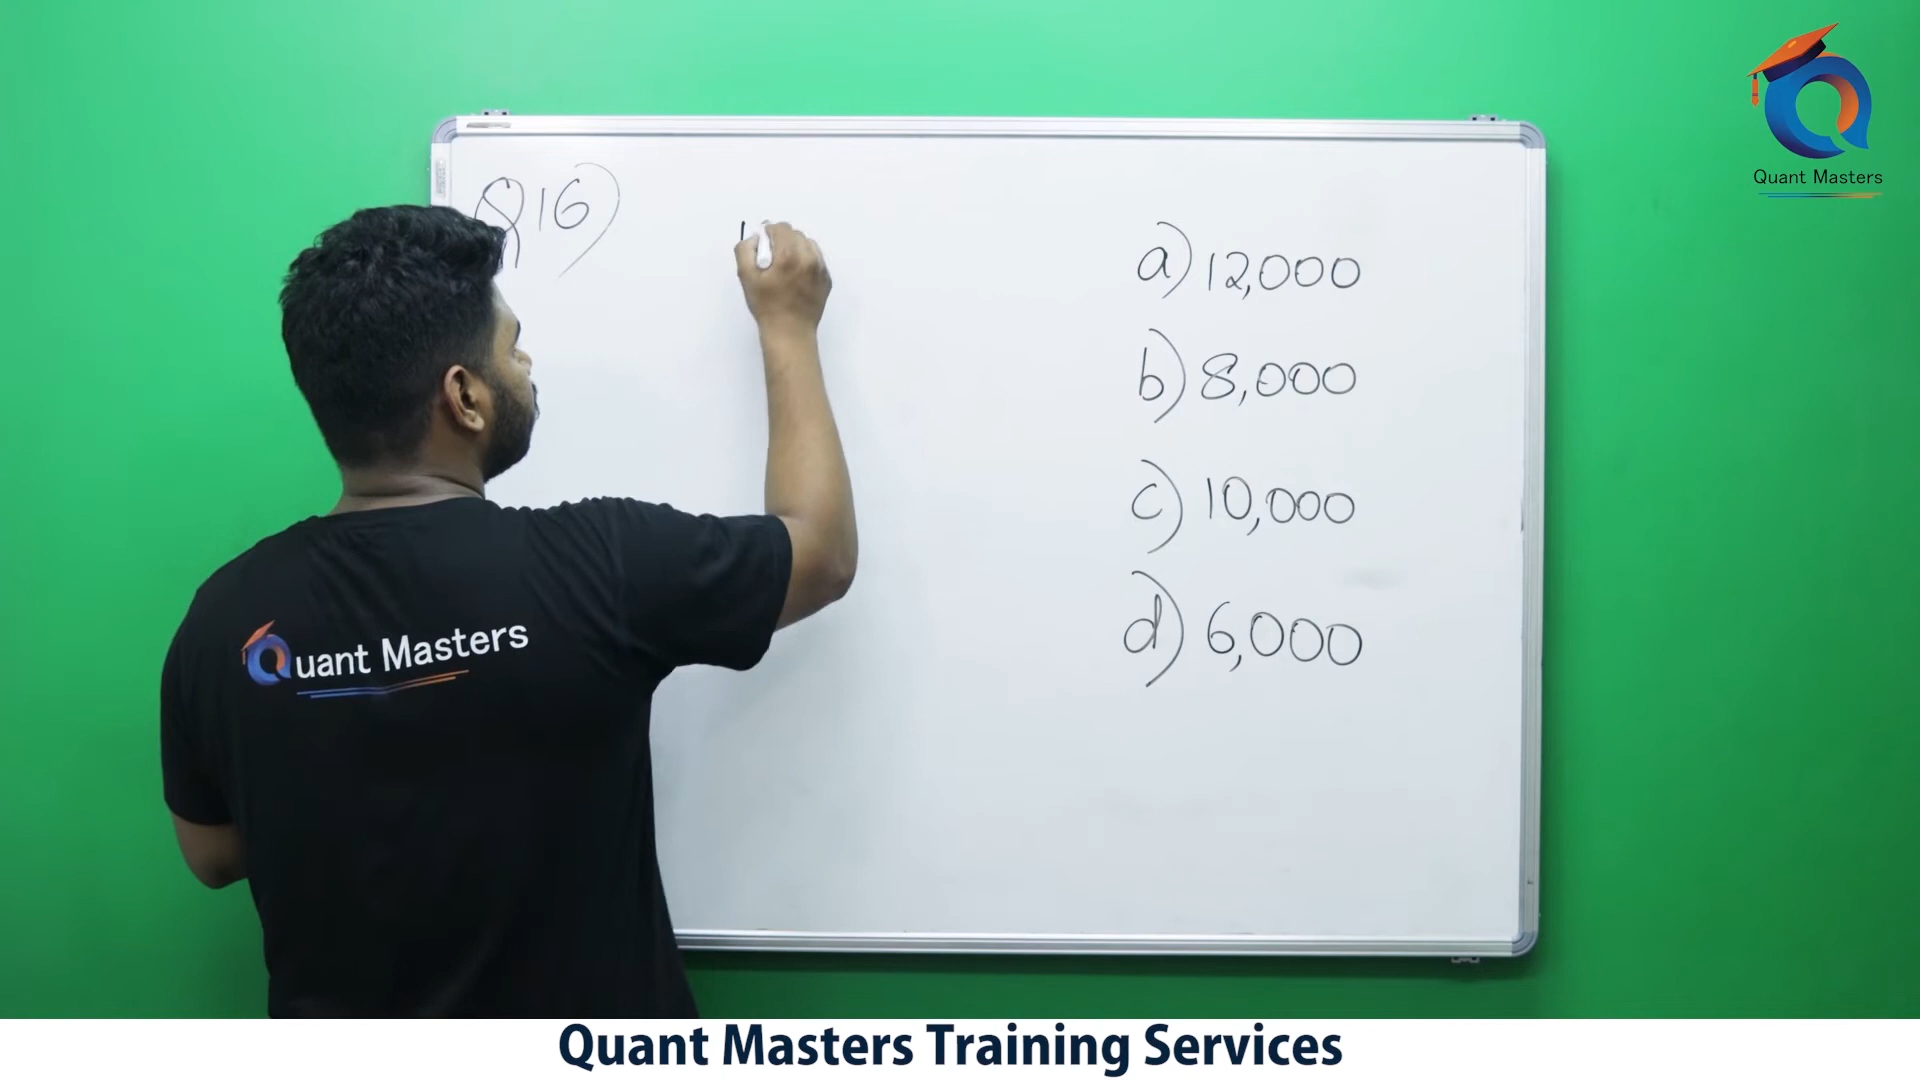 Q16)
a) 12,000
b) 8,000
c) 10,000
d) 6,000
Quant Masters
Quant Masters
Quant Masters Training Services